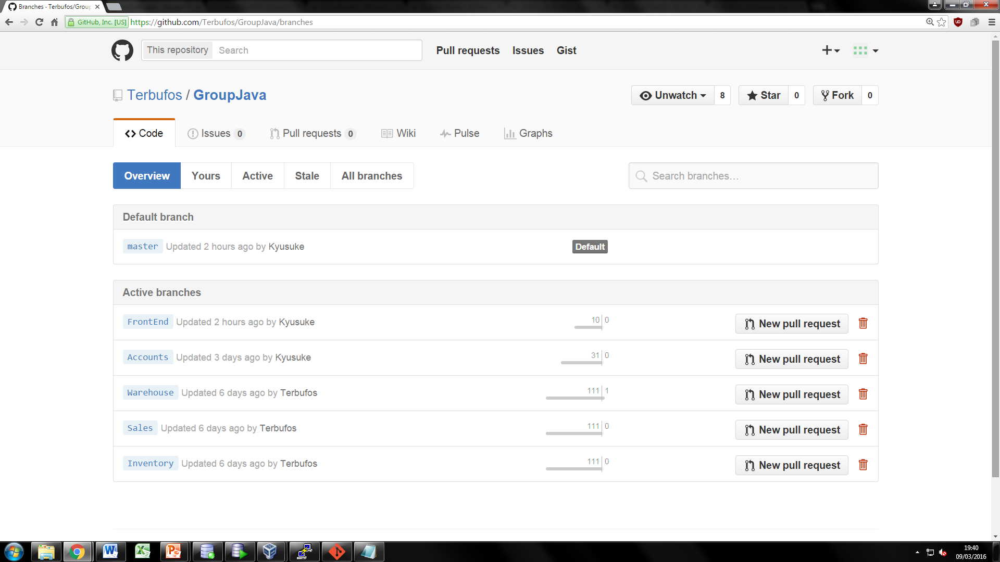 Branches · Terbufos/Group
GitHub, Inc. [US] https://github.com/Terbufos/GroupJava/branches
This repository Search Pull requests Issues Gist
Terbufos / GroupJava Unwatch 8 Star 0 Fork 0
Code Issues 0 Pull requests 0 Wiki Pulse Graphs
Overview Yours Active Stale All branches Search branches…
Default branch
master Updated 2 hours ago by Kyusuke Default
Active branches
FrontEnd Updated 2 hours ago by Kyusuke 10 0 New pull request
Accounts Updated 3 days ago by Kyusuke 31 0 New pull request
Warehouse Updated 6 days ago by Terbufos 111 1 New pull request
Sales Updated 6 days ago by Terbufos 111 0 New pull request
Inventory Updated 6 days ago by Terbufos 111 0 New pull request
19:40
09/03/2016